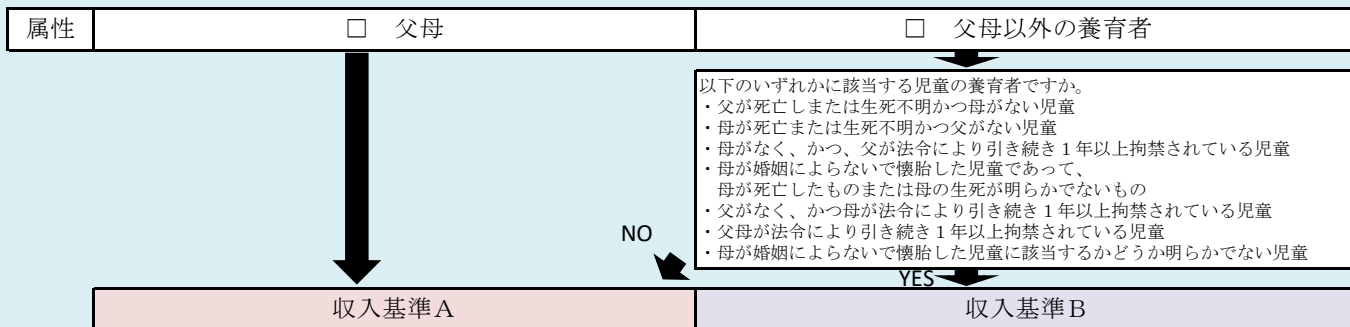 属性
□ 父母
□ 父母以外の養育者
以下のいずれかに該当する児童の養育者ですか。
・父が死亡しまたは生死不明かつ母がない児童
・母が死亡または生死不明かつ父がない児童
・母がなく、かつ、父が法令により引き続き１年以上拘禁されている児童
・母が婚姻によらないで懐胎した児童であって、
母が死亡したものまたは母の生死が明らかでないもの
・父がなく、かつ母が法令により引き続き１年以上拘禁されている児童
・父母が法令により引き続き１年以上拘禁されている児童
・母が婚姻によらないで懐胎した児童に該当するかどうか明らかでない児童
NO
YES
収入基準Ａ
収入基準Ｂ